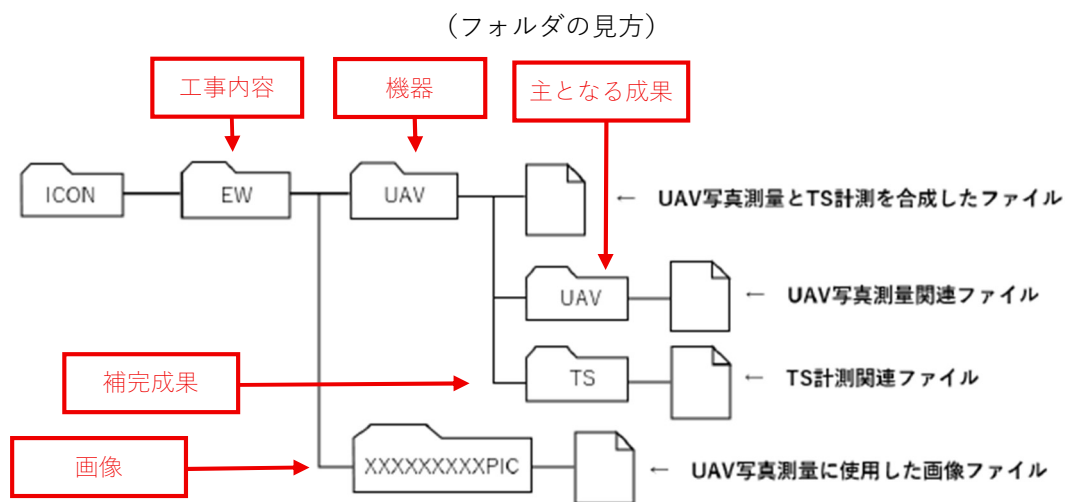 (フォルダの見方)
工事内容
機器
主となる成果
ICON
EW
UAV
← UAV写真測量とTS計測を合成したファイル
UAV
← UAV写真測量関連ファイル
補完成果
TS
← TS計測関連ファイル
画像
XXXXXXXXXPIC
← UAV写真測量に使用した画像ファイル